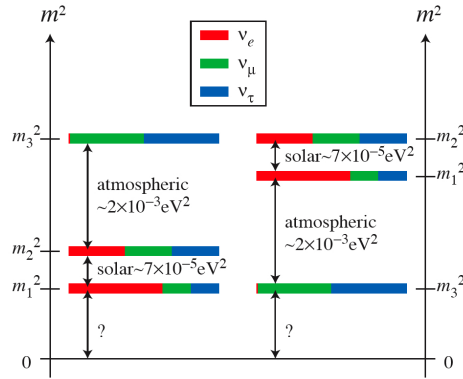 m²
m²
νₑ
ν_μ
ν_τ
m₃²
m₂²
solar~7×10⁻⁵eV²
m₁²
atmospheric
~2×10⁻³eV²
atmospheric
~2×10⁻³eV²
m₂²
solar~7×10⁻⁵eV²
m₁²
m₃²
?
?
0
0